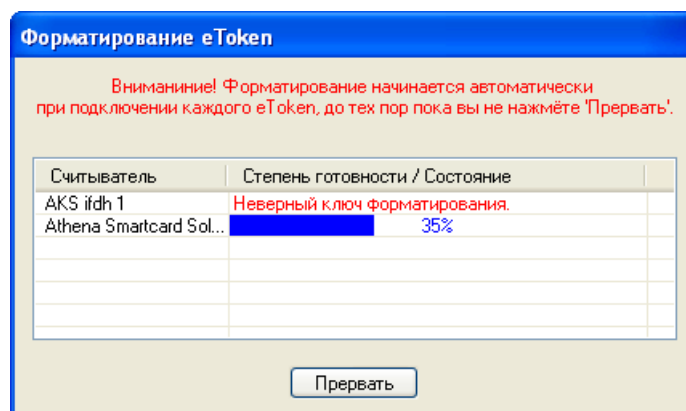 Форматирование eToken
Вниманиние! Форматирование начинается автоматически
при подключении каждого eToken, до тех пор пока вы не нажмёте 'Прервать'.
Считыватель Степень готовности / Состояние
AKS ifdh 1 Неверный ключ форматирования.
Athena Smartcard Sol... 35%
Прервать